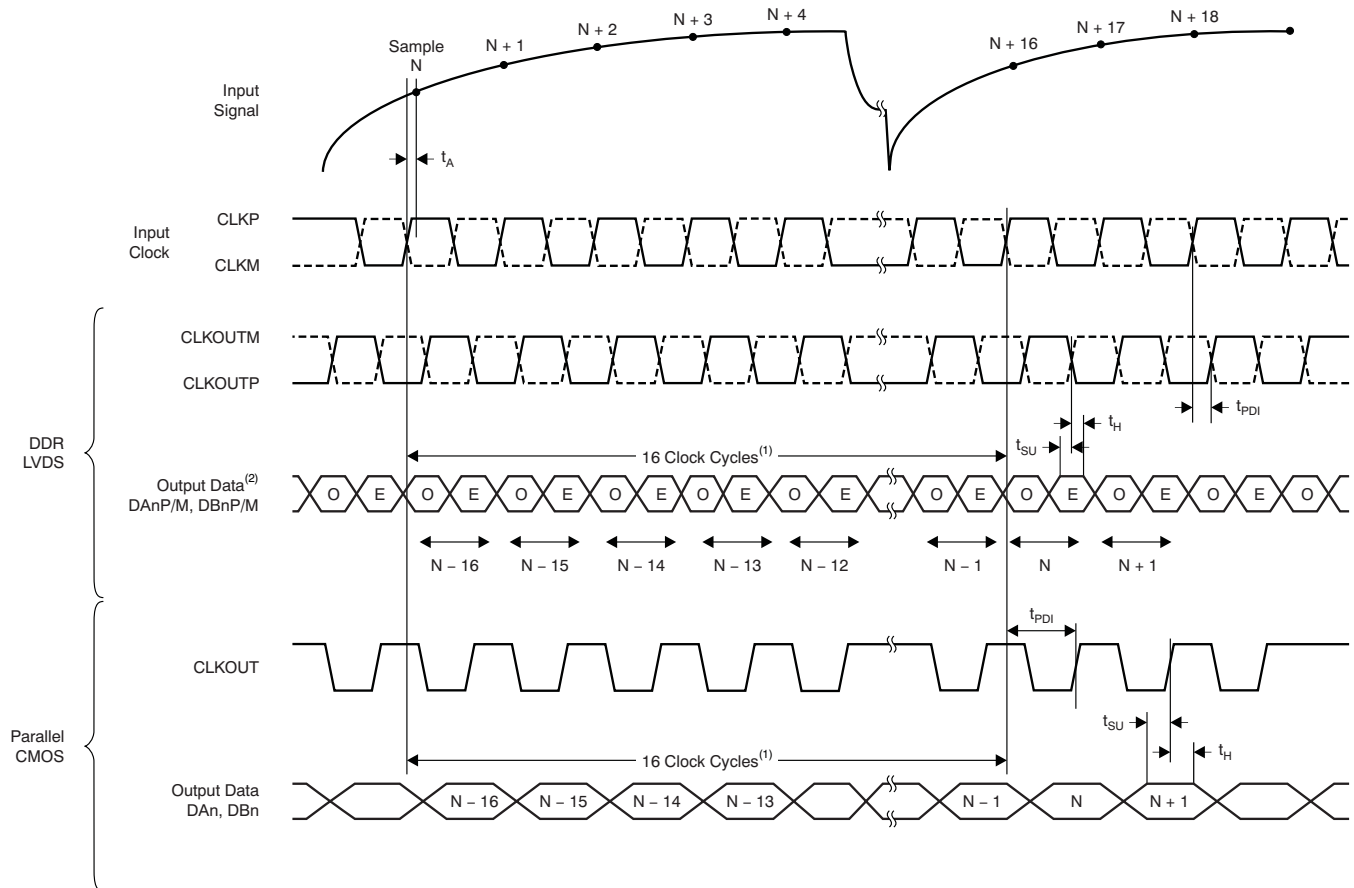 N + 3
N + 4
N + 2
N + 1
Sample
N
N + 18
N + 17
N + 16
Input
Signal
tA
CLKP
Input
Clock
CLKM
CLKOUTM
CLKOUTP
tPDI
tH
tSU
DDR
LVDS
16 Clock Cycles(1)
Output Data(2)
DAnP/M, DBnP/M
O E O E O E O E O E O E O E O E O E O E O
N – 16 N – 15 N – 14 N – 13 N – 12 N – 1 N N + 1
tPDI
CLKOUT
tSU
tH
Parallel
CMOS
16 Clock Cycles(1)
Output Data
DAn, DBn
N – 16 N – 15 N – 14 N – 13 N – 1 N N + 1